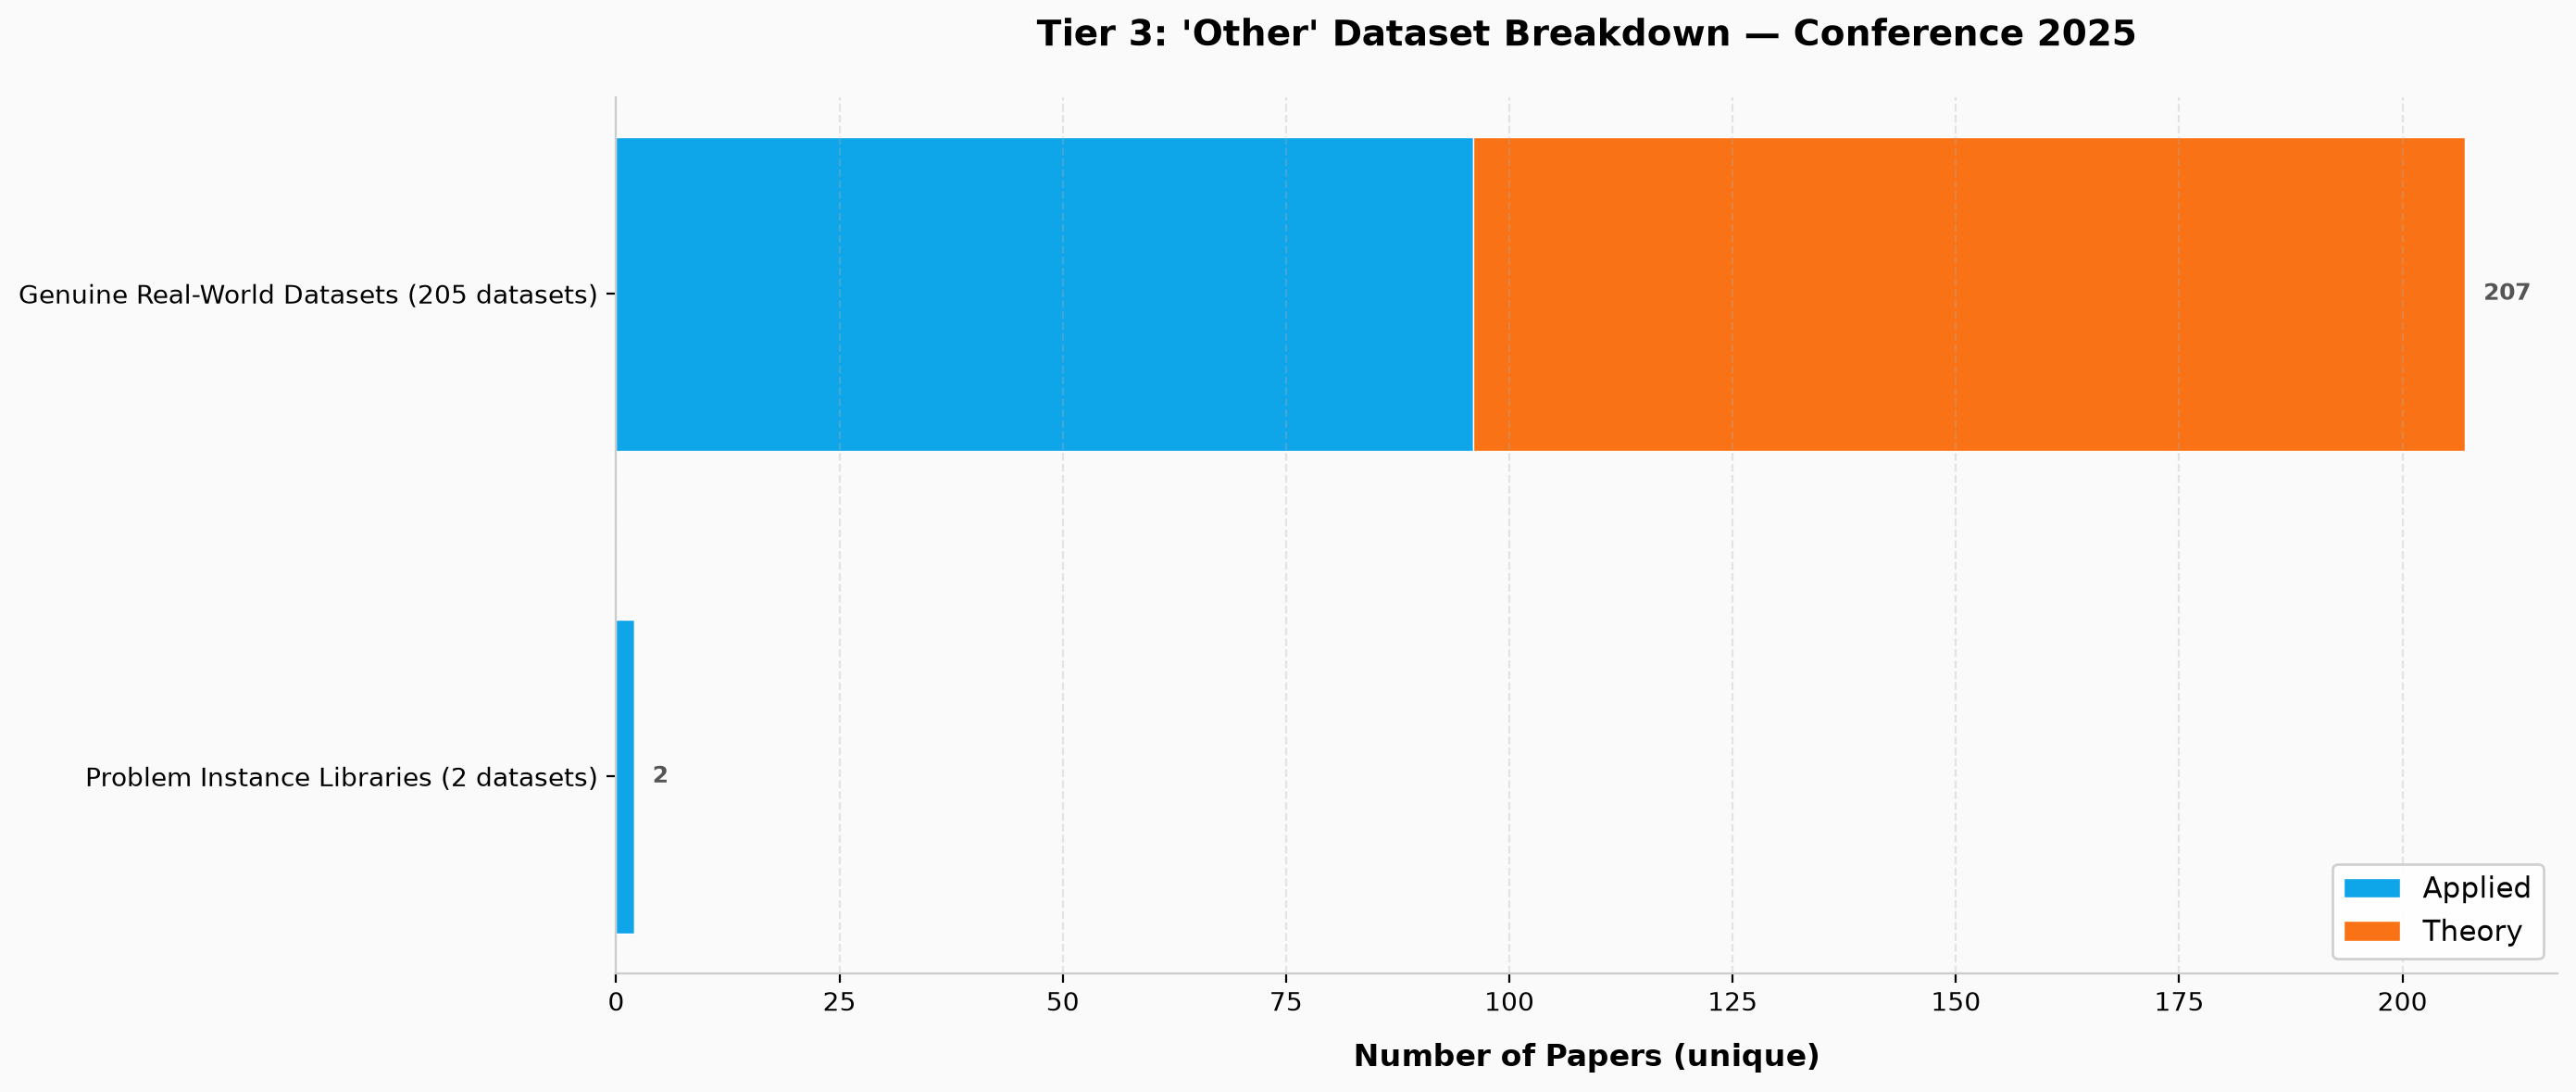 Tier 3: 'Other' Dataset Breakdown — Conference 2025
Genuine Real-World Datasets (205 datasets)
207
Problem Instance Libraries (2 datasets)
2
Applied
Theory
0 25 50 75 100 125 150 175 200
Number of Papers (unique)